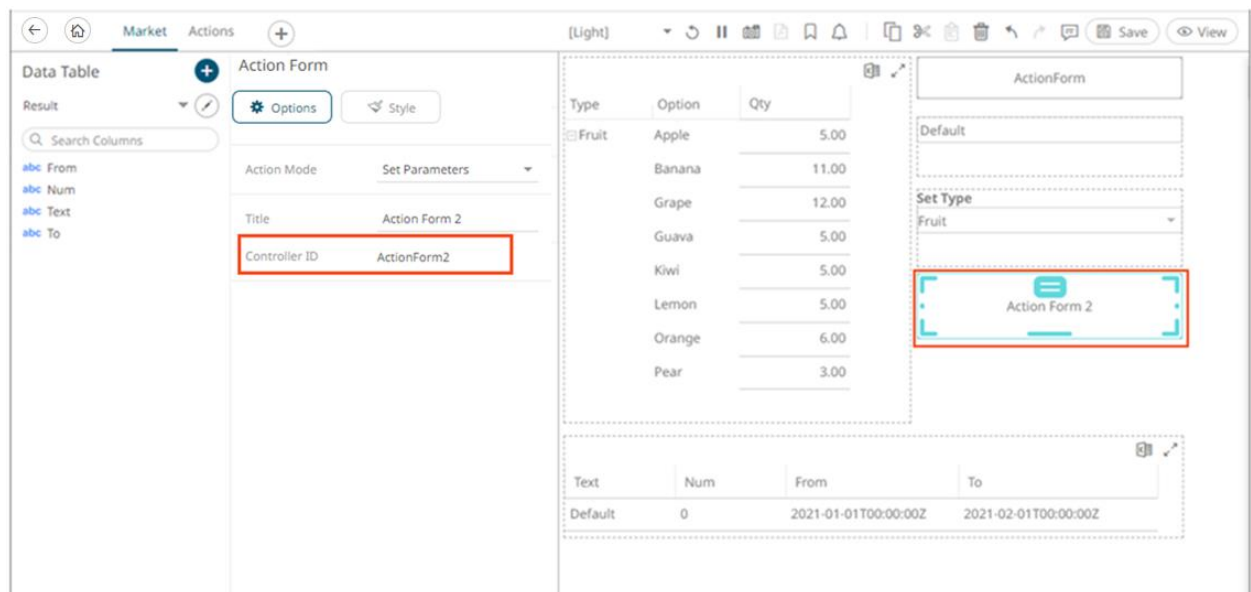 Market Actions [Light] Save View
Data Table
Result
Search Columns
abc From
abc Num
abc Text
abc To
Action Form
Options Style
Action Mode Set Parameters
Title Action Form 2
Controller ID ActionForm2
Type Option Qty
Fruit Apple 5.00
Banana 11.00
Grape 12.00
Guava 5.00
Kiwi 5.00
Lemon 5.00
Orange 6.00
Pear 3.00
ActionForm
Default
Set Type
Fruit
Action Form 2
Text Num From To
Default 0 2021-01-01T00:00:00Z 2021-02-01T00:00:00Z